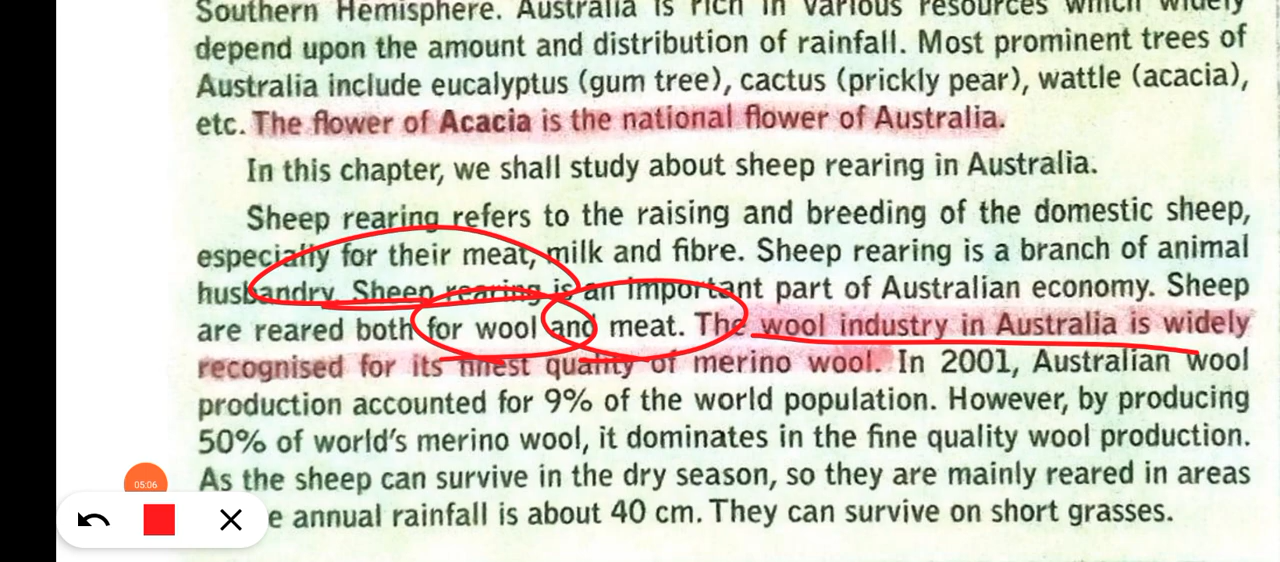 Southern Hemisphere. Australia is rich in various resources which widely
depend upon the amount and distribution of rainfall. Most prominent trees of
Australia include eucalyptus (gum tree), cactus (prickly pear), wattle (acacia),
etc. The flower of Acacia is the national flower of Australia.
In this chapter, we shall study about sheep rearing in Australia.
Sheep rearing refers to the raising and breeding of the domestic sheep,
especially for their meat, milk and fibre. Sheep rearing is a branch of animal
husbandry. Sheep rearing is an important part of Australian economy. Sheep
are reared both for wool and meat. The wool industry in Australia is widely
recognised for its finest quality of merino wool. In 2001, Australian wool
production accounted for 9% of the world population. However, by producing
50% of world's merino wool, it dominates in the fine quality wool production.
As the sheep can survive in the dry season, so they are mainly reared in areas
e annual rainfall is about 40 cm. They can survive on short grasses.
05:06